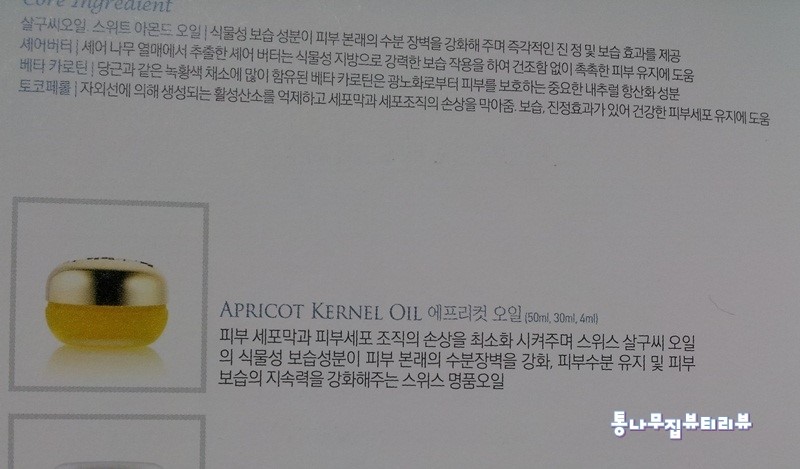 Core Ingredient
살구씨오일. 스위트 아몬드 오일 | 식물성 보습 성분이 피부 본래의 수분 장벽을 강화해 주며 즉각적인 진 정 및 보습 효과를 제공
셰어버터 | 셰어 나무 열매에서 추출한 셰어 버터는 식물성 지방으로 강력한 보습 작용을 하여 건조함 없이 촉촉한 피부 유지에 도움
베타 카로틴 | 당근과 같은 녹황색 채소에 많이 함유된 베타 카로틴은 광노화로부터 피부를 보호하는 중요한 내추럴 항산화 성분
토코페롤 | 자외선에 의해 생성되는 활성산소를 억제하고 세포막과 세포조직의 손상을 막아줌. 보습, 진정효과가 있어 건강한 피부세포 유지에 도움
APRICOT KERNEL OIL 에프리컷 오일 (50ml, 30ml, 4ml)
피부 세포막과 피부세포 조직의 손상을 최소화 시켜주며 스위스 살구씨 오일
의 식물성 보습성분이 피부 본래의 수분장벽을 강화, 피부수분 유지 및 피부
보습의 지속력을 강화해주는 스위스 명품오일
통나무집뷰티리뷰